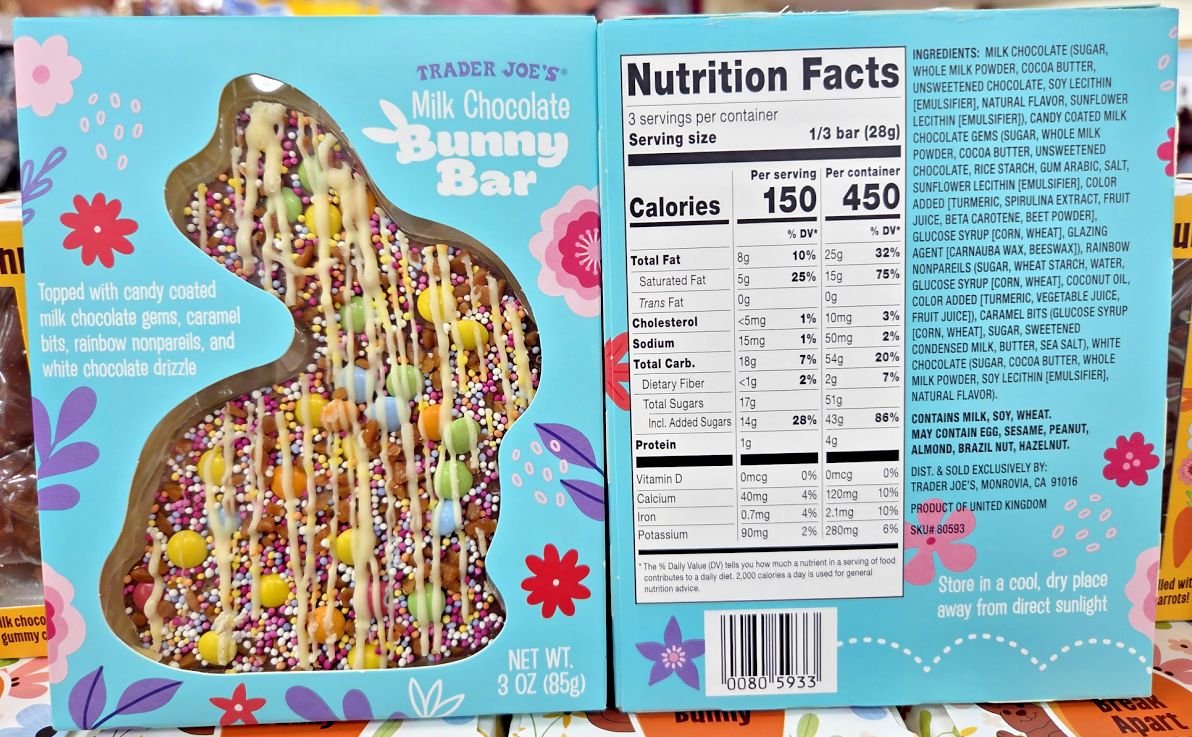 TRADER JOE'S®
Milk Chocolate
Bunny
Bar
Topped with candy coated
milk chocolate gems, caramel
bits, rainbow nonpareils, and
white chocolate drizzle
NET WT.
3 OZ (85g)
Nutrition Facts
3 servings per container
Serving size 1/3 bar (28g)
Per serving Per container
Calories 150 450
% DV* % DV*
Total Fat 8g 10% 25g 32%
Saturated Fat 5g 25% 15g 75%
Trans Fat 0g 0g
Cholesterol <5mg 1% 10mg 3%
Sodium 15mg 1% 50mg 2%
Total Carb. 18g 7% 54g 20%
Dietary Fiber <1g 2% 2g 7%
Total Sugars 17g 51g
Incl. Added Sugars 14g 28% 43g 86%
Protein 1g 4g
Vitamin D 0mcg 0% 0mcg 0%
Calcium 40mg 4% 120mg 10%
Iron 0.7mg 4% 2.1mg 10%
Potassium 90mg 2% 280mg 6%
* The % Daily Value (DV) tells you how much a nutrient in a serving of food
contributes to a daily diet. 2,000 calories a day is used for general
nutrition advice.
0080 5933
INGREDIENTS: MILK CHOCOLATE (SUGAR,
WHOLE MILK POWDER, COCOA BUTTER,
UNSWEETENED CHOCOLATE, SOY LECITHIN
[EMULSIFIER], NATURAL FLAVOR, SUNFLOWER
LECITHIN [EMULSIFIER]), CANDY COATED MILK
CHOCOLATE GEMS (SUGAR, WHOLE MILK
POWDER, COCOA BUTTER, UNSWEETENED
CHOCOLATE, RICE STARCH, GUM ARABIC, SALT,
SUNFLOWER LECITHIN [EMULSIFIER], COLOR
ADDED [TURMERIC, SPIRULINA EXTRACT, FRUIT
JUICE, BETA CAROTENE, BEET POWDER],
GLUCOSE SYRUP [CORN, WHEAT], GLAZING
AGENT [CARNAUBA WAX, BEESWAX]), RAINBOW
NONPAREILS (SUGAR, WHEAT STARCH, WATER,
GLUCOSE SYRUP [CORN, WHEAT], COCONUT OIL,
COLOR ADDED [TURMERIC, VEGETABLE JUICE,
FRUIT JUICE]), CARAMEL BITS (GLUCOSE SYRUP
[CORN, WHEAT], SUGAR, SWEETENED
CONDENSED MILK, BUTTER, SEA SALT), WHITE
CHOCOLATE (SUGAR, COCOA BUTTER, WHOLE
MILK POWDER, SOY LECITHIN [EMULSIFIER],
NATURAL FLAVOR).
CONTAINS MILK, SOY, WHEAT.
MAY CONTAIN EGG, SESAME, PEANUT,
ALMOND, BRAZIL NUT, HAZELNUT.
DIST. & SOLD EXCLUSIVELY BY:
TRADER JOE'S, MONROVIA, CA 91016
PRODUCT OF UNITED KINGDOM
SKU# 80593
Store in a cool, dry place
away from direct sunlight
gummy
Bunny
Break
Apart